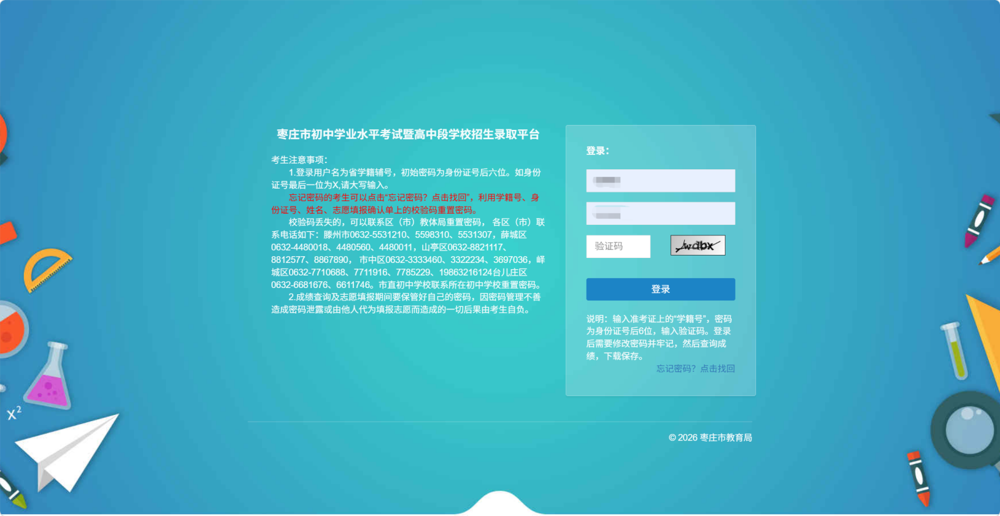 枣庄市初中学业水平考试暨高中段学校招生录取平台
考生注意事项：
1.登录用户名为省学籍辅号，初始密码为身份证号后六位。如身份
证号最后一位为X,请大写输入。
忘记密码的考生可以点击“忘记密码？点击找回”，利用学籍号、身
份证号、姓名、志愿填报确认单上的校验码重置密码。
校验码丢失的，可以联系区（市）教体局重置密码， 各区（市）联
系电话如下：滕州市0632-5531210、5598310、5531307，薛城区
0632-4480018、4480560、4480011，山亭区0632-8821117、
8812577、8867890， 市中区0632-3333460、3322234、3697036，峄
城区0632-7710688、7711916、7785229、19863216124台儿庄区
0632-6681676、6611746。市直初中学校联系所在初中学校重置密码。
2.成绩查询及志愿填报期间要保管好自己的密码，因密码管理不善
造成密码泄露或由他人代为填报志愿而造成的一切后果由考生自负。
登录：
验证码
登录
说明：输入准考证上的“学籍号”，密码
为身份证号后6位，输入验证码。登录
后需要修改密码并牢记，然后查询成
绩，下载保存。
忘记密码？点击找回
© 2026 枣庄市教育局
x²